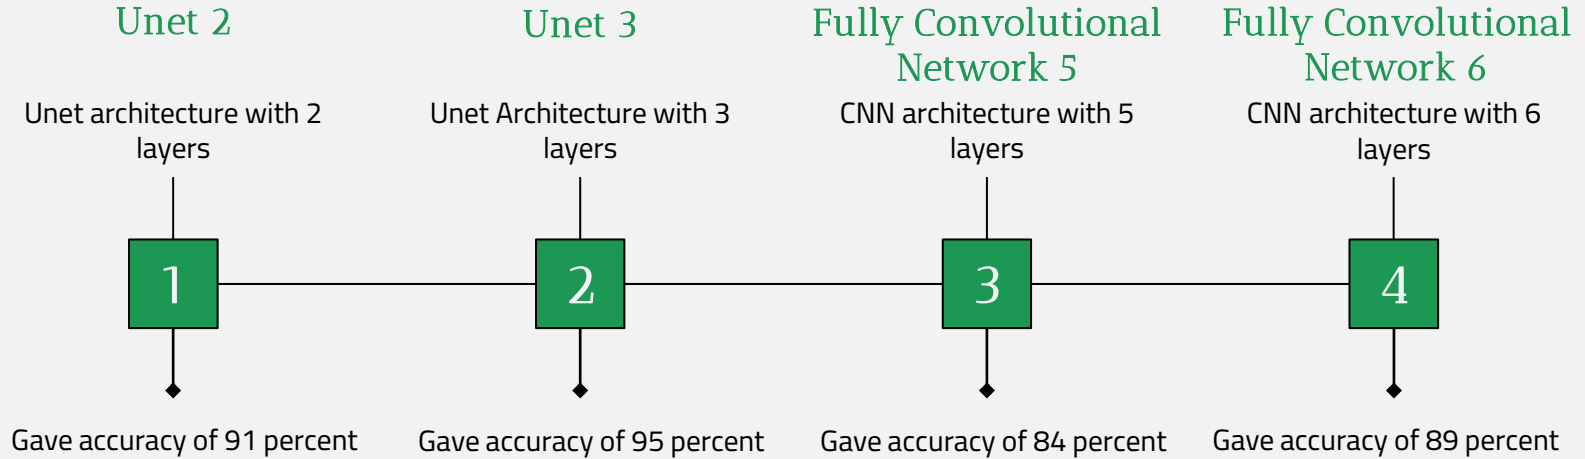 Unet 2
Unet architecture with 2
layers
1
Gave accuracy of 91 percent
Unet 3
Unet Architecture with 3
layers
2
Gave accuracy of 95 percent
Fully Convolutional
Network 5
CNN architecture with 5
layers
3
Gave accuracy of 84 percent
Fully Convolutional
Network 6
CNN architecture with 6
layers
4
Gave accuracy of 89 percent